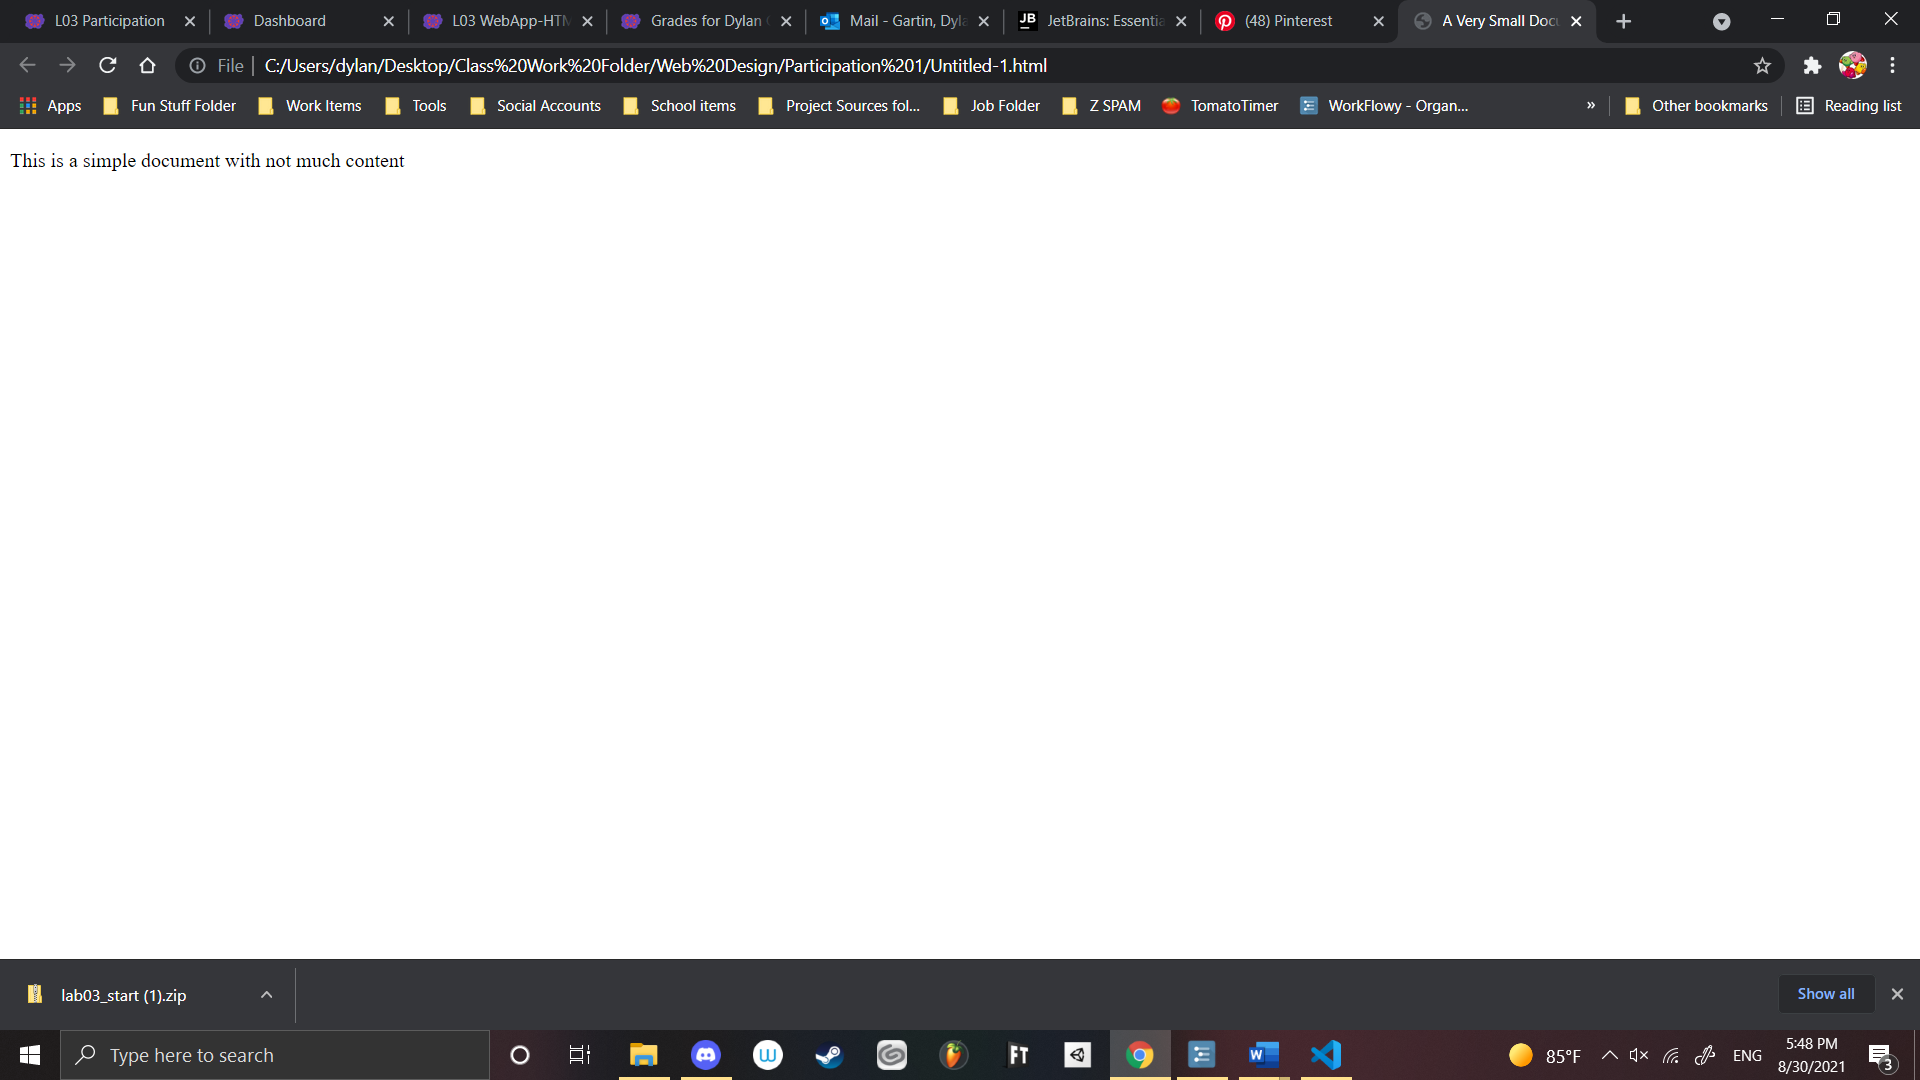 L03 Participation
Dashboard
L03 WebApp-HTM
Grades for Dylan
Mail - Gartin, Dyla
JB
JetBrains: Essentia
(48) Pinterest
A Very Small Docu
File C:/Users/dylan/Desktop/Class%20Work%20Folder/Web%20Design/Participation%201/Untitled-1.html
Apps
Fun Stuff Folder
Work Items
Tools
Social Accounts
School items
Project Sources fol...
Job Folder
Z SPAM
TomatoTimer
WorkFlowy - Organ...
»
Other bookmarks
Reading list
This is a simple document with not much content
lab03_start (1).zip
Show all
Type here to search
W
FT
W
85°F
ENG
5:48 PM
8/30/2021
3